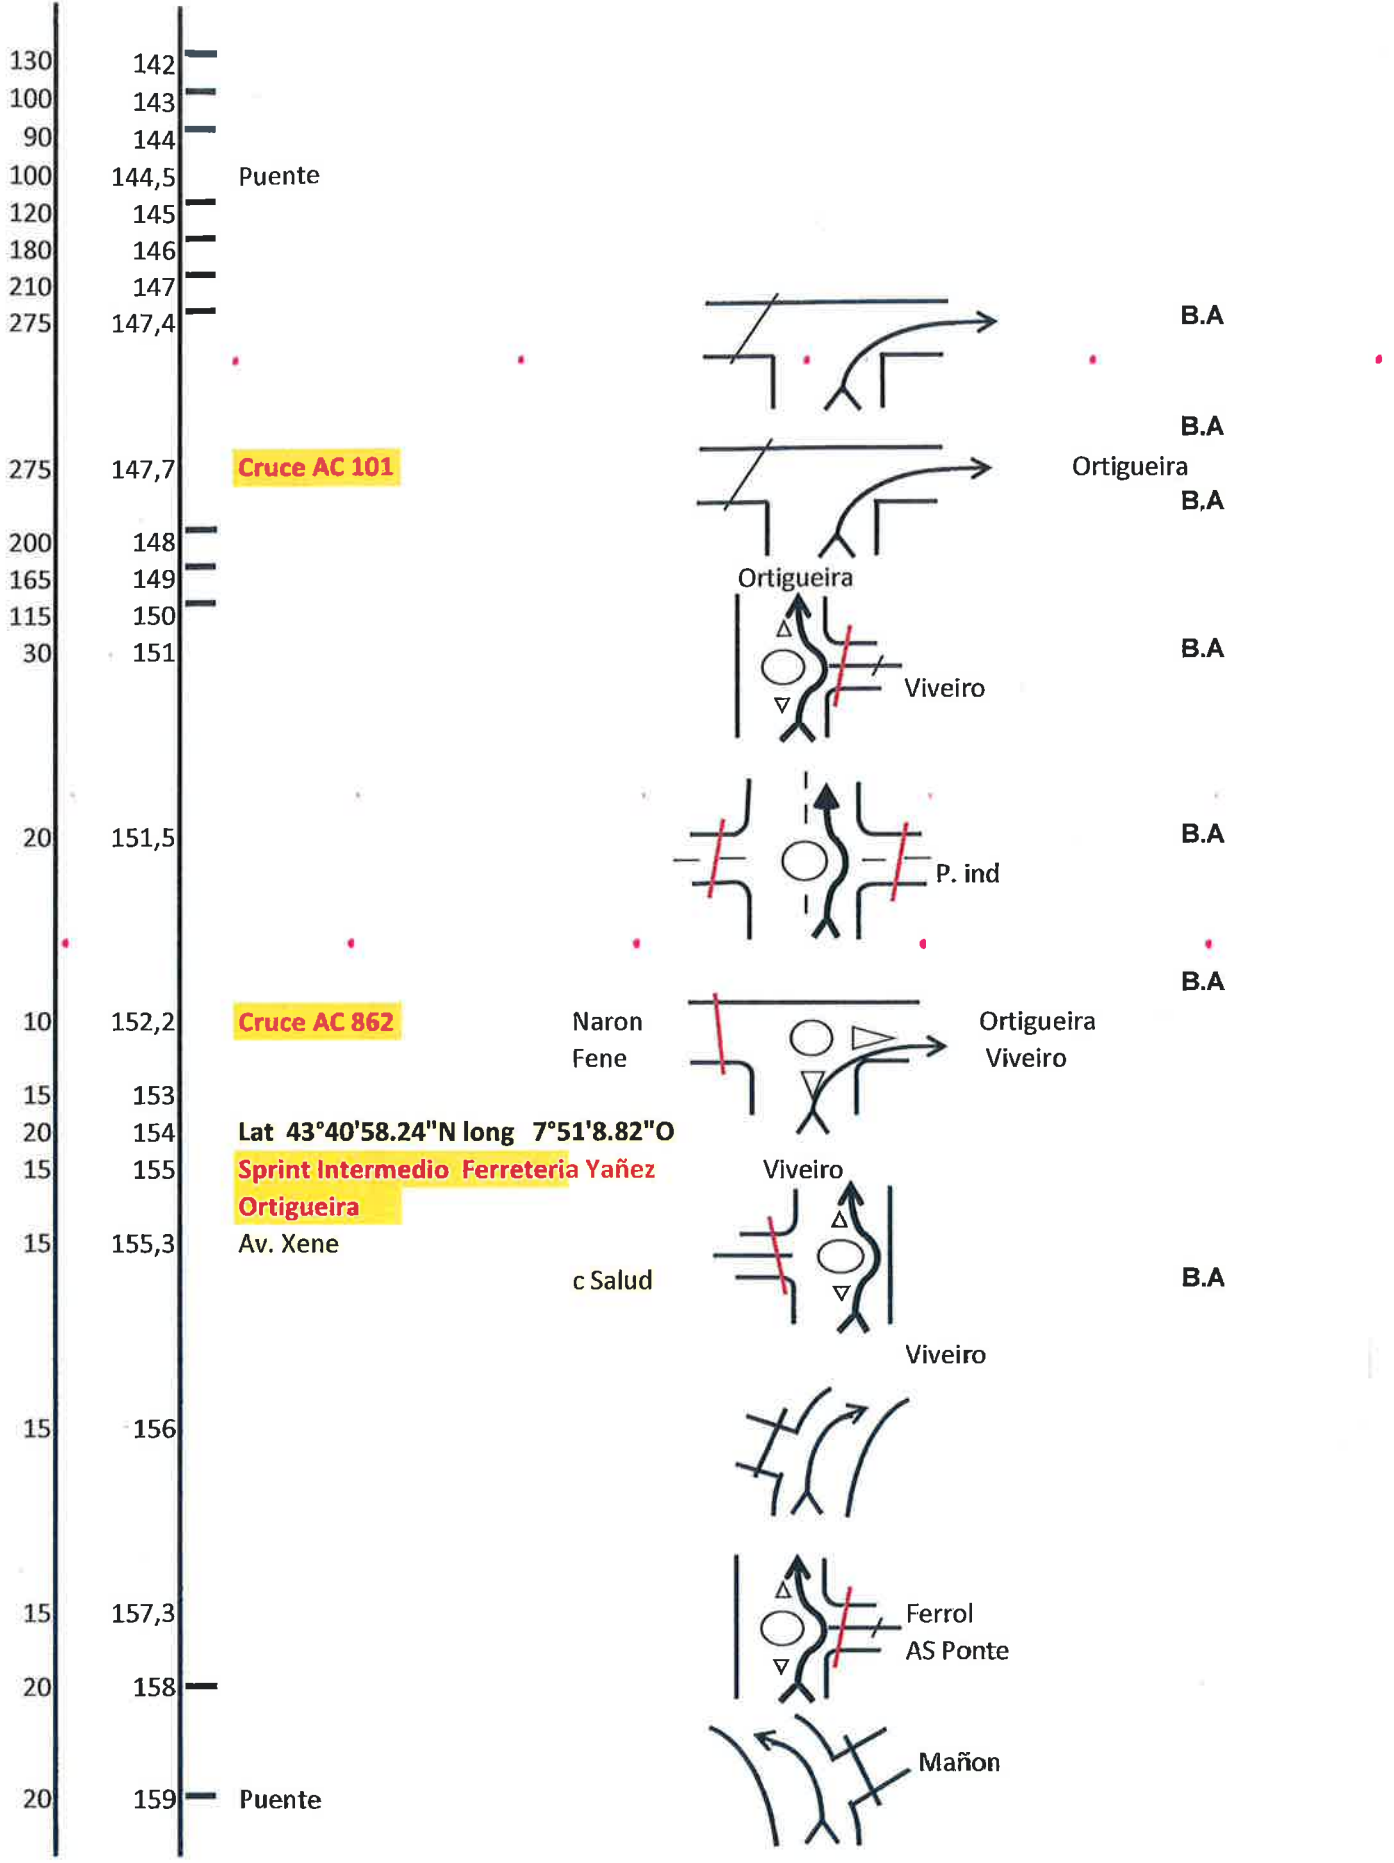 130 142
100 143
90 144
100 144,5 Puente
120 145
180 146
210 147
275 147,4 B.A
B.A
275 147,7 Cruce AC 101 Ortigueira
B.A
200 148
165 149 Ortigueira
115 150
30 151 B.A
Viveiro
20 151,5 B.A
P. ind
B.A
10 152,2 Cruce AC 862 Naron Ortigueira
Fene Viveiro
15 153
20 154 Lat 43°40'58.24"N long 7°51'8.82"O
15 155 Sprint Intermedio Ferreteria Yañez Viveiro
Ortigueira
15 155,3 Av. Xene
c Salud B.A
Viveiro
15 156
15 157,3 Ferrol
AS Ponte
20 158
Mañon
20 159 Puente